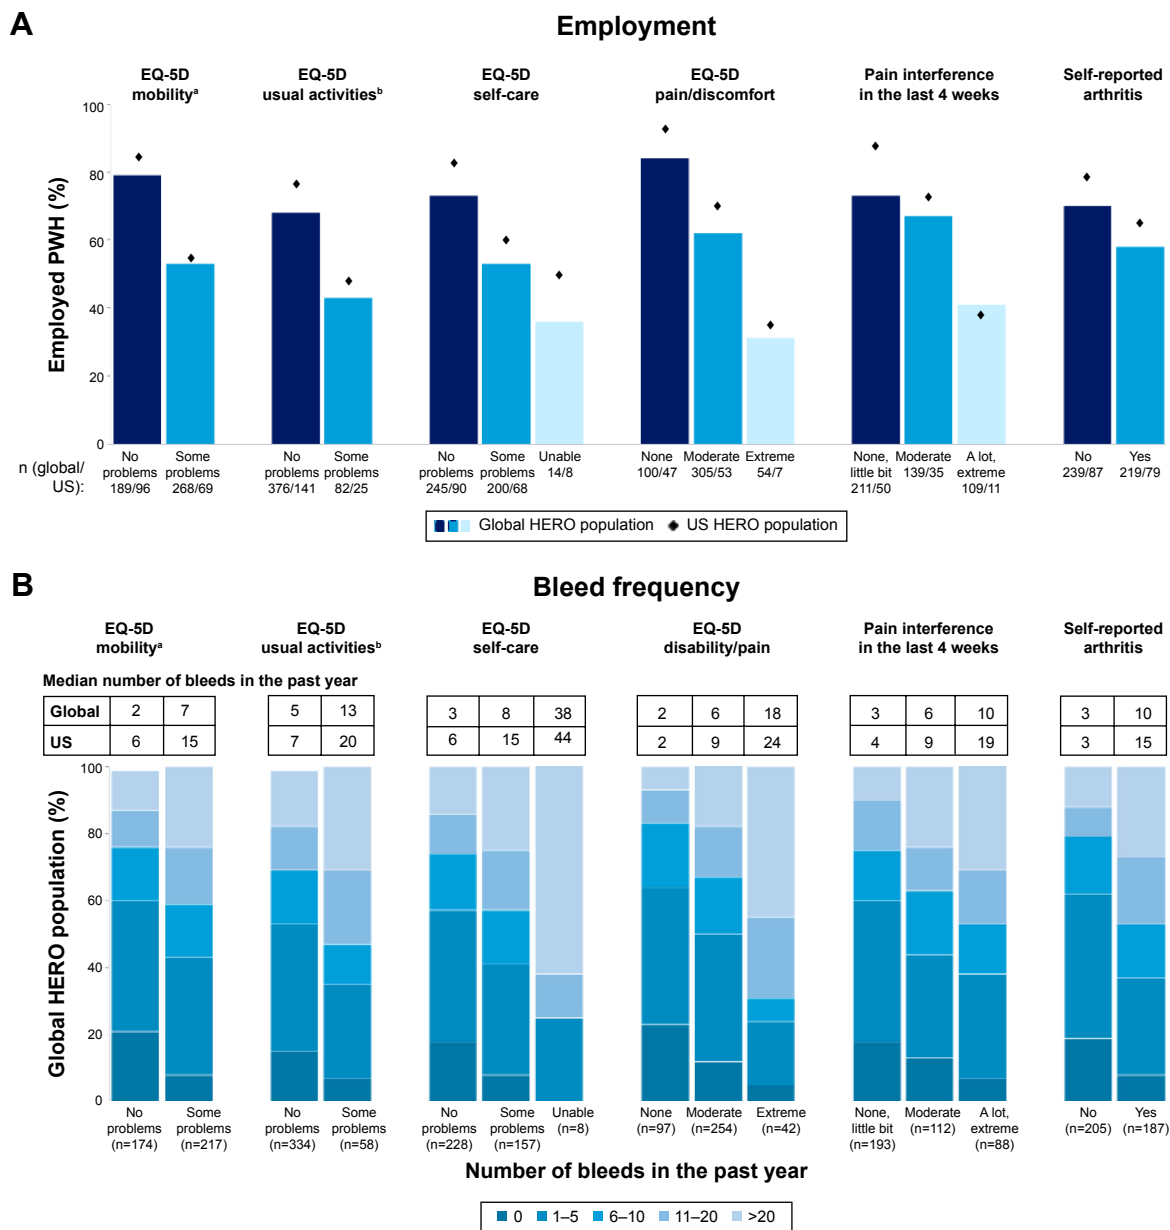 A
Employment
EQ-5D
mobilityᵃ
EQ-5D
usual activitiesᵇ
EQ-5D
self-care
EQ-5D
pain/discomfort
Pain interference
in the last 4 weeks
Self-reported
arthritis
Employed PWH (%)
100
80
60
40
20
0
n (global/
US):
No
problems
189/96
Some
problems
268/69
No
problems
376/141
Some
problems
82/25
No
problems
245/90
Some
problems
200/68
Unable
14/8
None
100/47
Moderate
305/53
Extreme
54/7
None,
little bit
211/50
Moderate
139/35
A lot,
extreme
109/11
No
239/87
Yes
219/79
Global HERO population
US HERO population
B
Bleed frequency
EQ-5D
mobilityᵃ
EQ-5D
usual activitiesᵇ
EQ-5D
self-care
EQ-5D
disability/pain
Pain interference
in the last 4 weeks
Self-reported
arthritis
Median number of bleeds in the past year
Global 2 7 5 13 3 8 38 2 6 18 3 6 10 3 10
US 6 15 7 20 6 15 44 2 9 24 4 9 19 3 15
Global HERO population (%)
100
80
60
40
20
0
No
problems
(n=174)
Some
problems
(n=217)
No
problems
(n=334)
Some
problems
(n=58)
No
problems
(n=228)
Some
problems
(n=157)
Unable
(n=8)
None
(n=97)
Moderate
(n=254)
Extreme
(n=42)
None,
little bit
(n=193)
Moderate
(n=112)
A lot,
extreme
(n=88)
No
(n=205)
Yes
(n=187)
Number of bleeds in the past year
0 1–5 6–10 11–20 >20